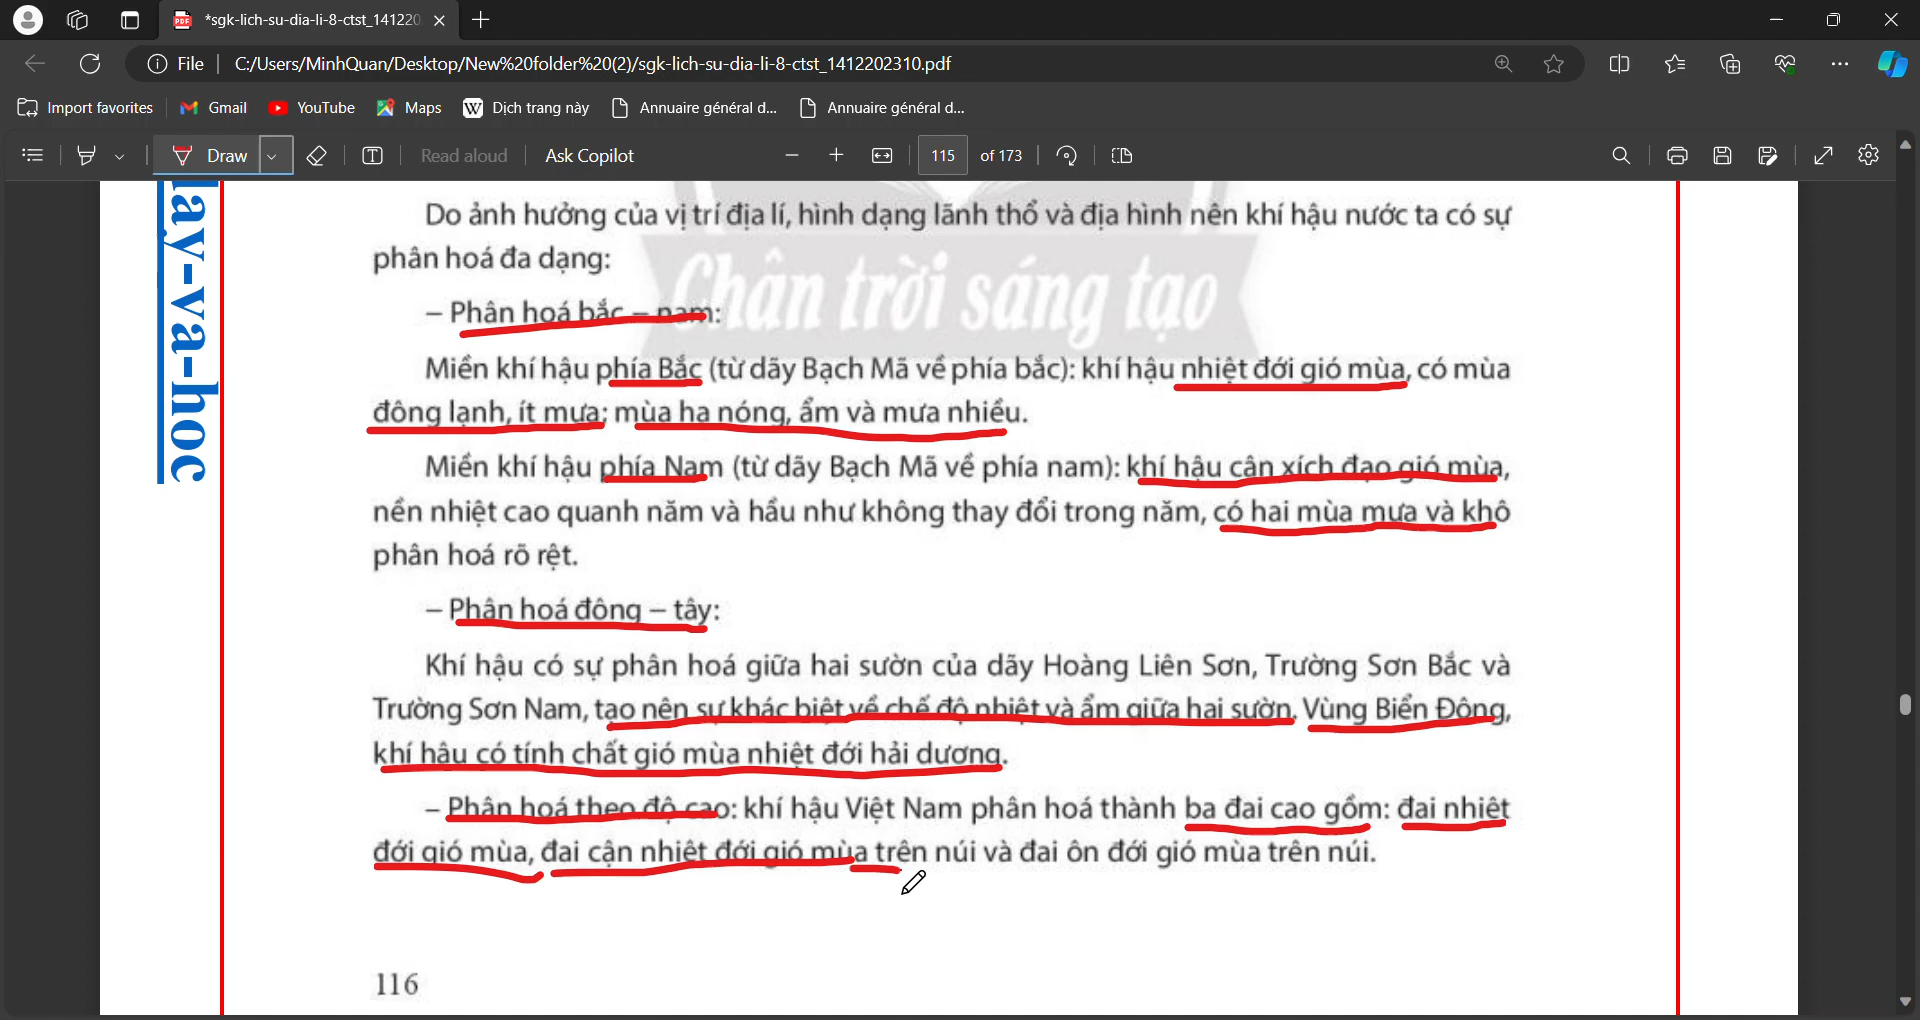 *sgk-lich-su-dia-li-8-ctst_141220
File
C:/Users/MinhQuan/Desktop/New%20folder%20(2)/sgk-lich-su-dia-li-8-ctst_1412202310.pdf
Import favorites
Gmail
YouTube
Maps
Dịch trang này
Annuaire général d...
Annuaire général d...
Draw
Read aloud
Ask Copilot
115
of 173
ay-va-hoc
Chân trời sáng tạo
Do ảnh hưởng của vị trí địa lí, hình dạng lãnh thổ và địa hình nên khí hậu nước ta có sự
phân hoá đa dạng:
– Phân hoá bắc – nam:
Miền khí hậu phía Bắc (từ dãy Bạch Mã về phía bắc): khí hậu nhiệt đới gió mùa, có mùa
đông lạnh, ít mưa; mùa hạ nóng, ẩm và mưa nhiều.
Miền khí hậu phía Nam (từ dãy Bạch Mã về phía nam): khí hậu cận xích đạo gió mùa,
nền nhiệt cao quanh năm và hầu như không thay đổi trong năm, có hai mùa mưa và khô
phân hoá rõ rệt.
– Phân hoá đông – tây:
Khí hậu có sự phân hoá giữa hai sườn của dãy Hoàng Liên Sơn, Trường Sơn Bắc và
Trường Sơn Nam, tạo nên sự khác biệt về chế độ nhiệt và ẩm giữa hai sườn. Vùng Biển Đông,
khí hậu có tính chất gió mùa nhiệt đới hải dương.
– Phân hoá theo độ cao: khí hậu Việt Nam phân hoá thành ba đai cao gồm: đai nhiệt
đới gió mùa, đai cận nhiệt đới gió mùa trên núi và đai ôn đới gió mùa trên núi.
116